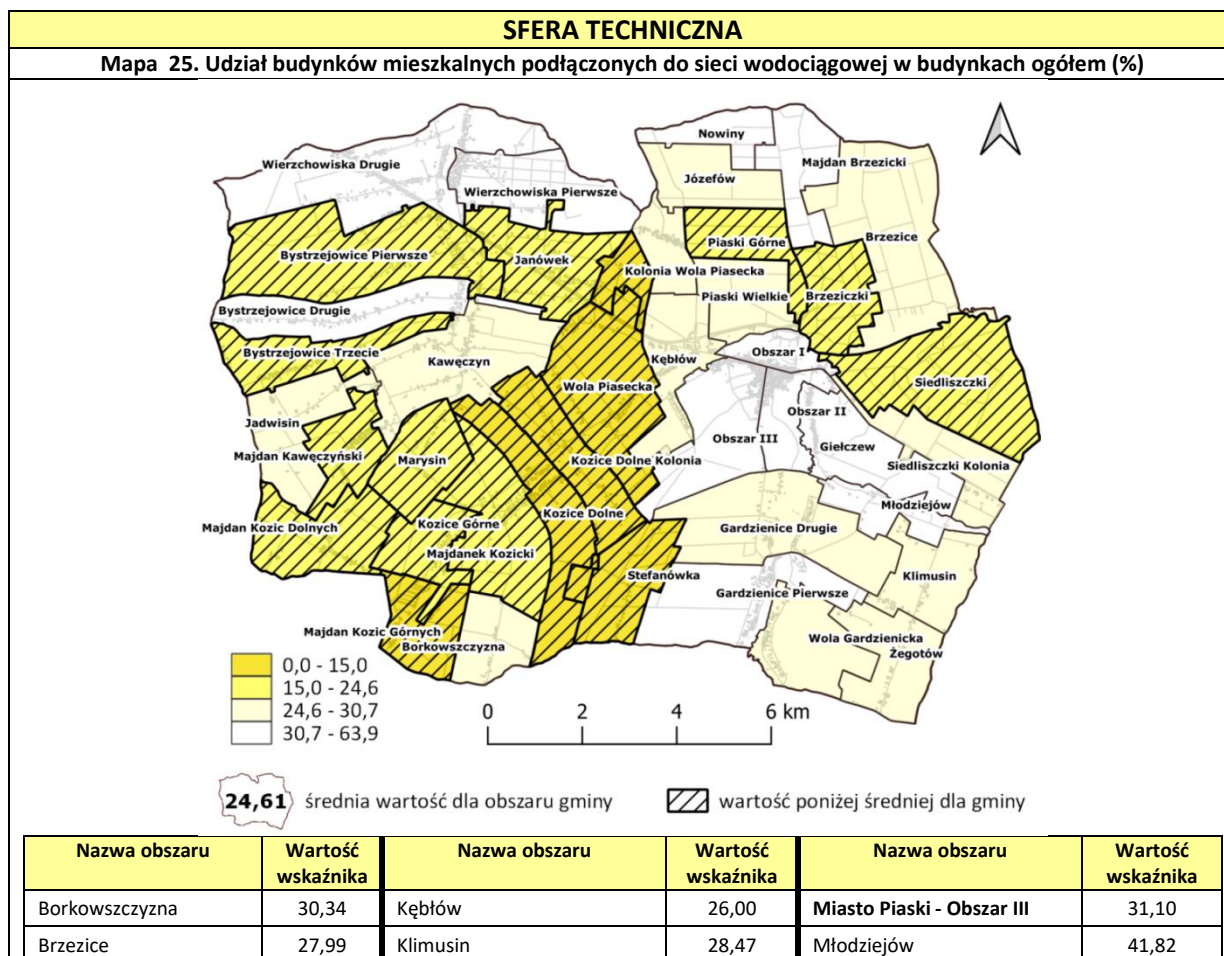 SFERA TECHNICZNA
Mapa 25. Udział budynków mieszkalnych podłączonych do sieci wodociągowej w budynkach ogółem (%)
Nowiny
Wierzchowiska Drugie
Majdan Brzezicki
Józefów
Wierzchowiska Pierwsze
Brzezice
Piaski Górne
Bystrzejowice Pierwsze
Janówek
Kolonia Wola Piasecka
Piaski Wielkie
Brzeziczki
Bystrzejowice Drugie
Bystrzejowice Trzecie
Kawęczyn
Kębłów
Obszar I
Wola Piasecka
Siedliszczki
Obszar II
Jadwisin
Obszar III
Giełczew
Majdan Kawęczyński
Marysin
Kozice Dolne Kolonia
Siedliszczki Kolonia
Młodziejów
Kozice Dolne
Majdan Kozic Dolnych
Kozice Górne
Gardzienice Drugie
Majdanek Kozicki
Stefanówka
Klimusin
Gardzienice Pierwsze
Majdan Kozic Górnych
Wola Gardzienicka
Borkowszczyzna
Żegotów
0,0 - 15,0
15,0 - 24,6
24,6 - 30,7
30,7 - 63,9
0 2 4 6 km
24,61 średnia wartość dla obszaru gminy wartość poniżej średniej dla gminy
Nazwa obszaru Wartość wskaźnika Nazwa obszaru Wartość wskaźnika Nazwa obszaru Wartość wskaźnika
Borkowszczyzna 30,34 Kębłów 26,00 Miasto Piaski - Obszar III 31,10
Brzezice 27,99 Klimusin 28,47 Młodziejów 41,82